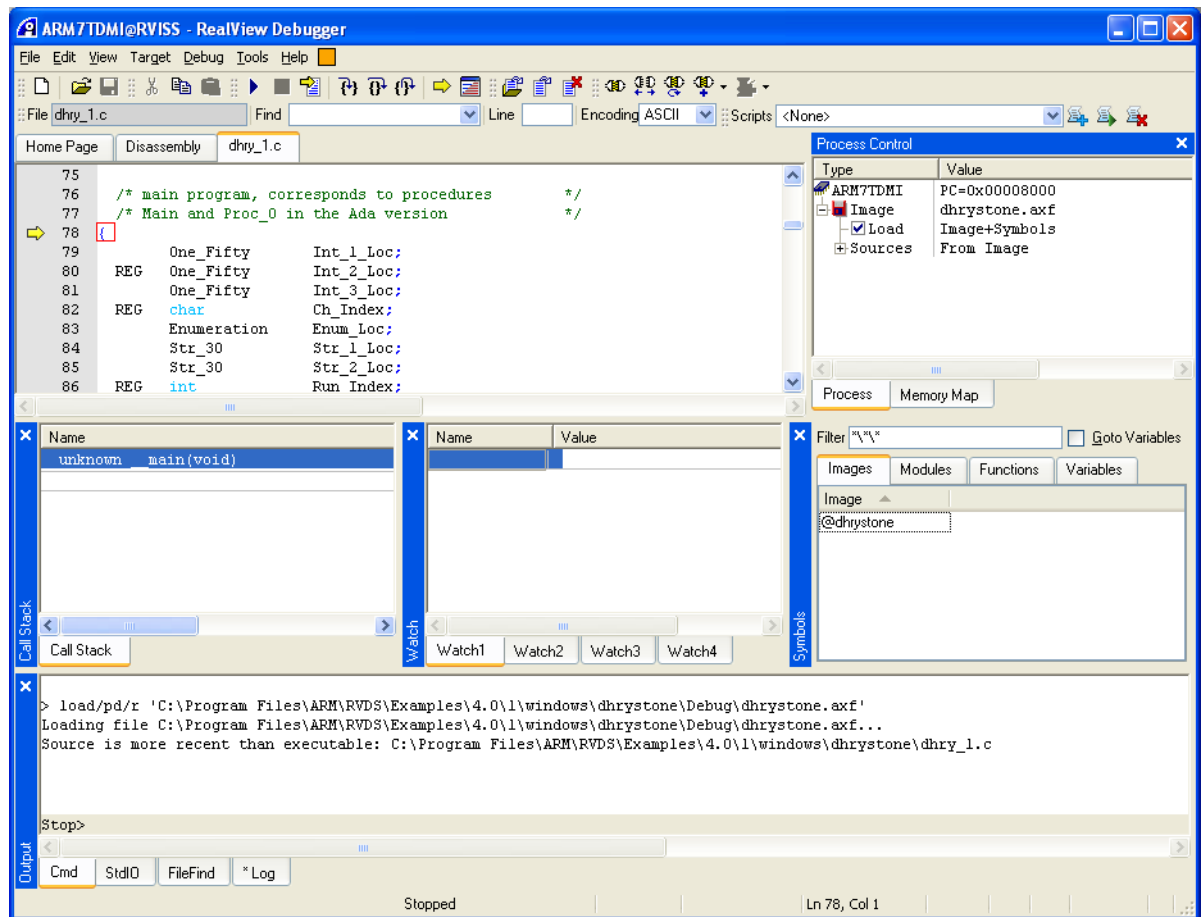 ARM7TDMI@RVISS - RealView Debugger
File Edit View Target Debug Tools Help
File dhry_1.c Find Line Encoding ASCII Scripts <None>
Home Page Disassembly dhry_1.c
75
76 /* main program, corresponds to procedures */
77 /* Main and Proc_0 in the Ada version */
78 {
79 One_Fifty Int_1_Loc;
80 REG One_Fifty Int_2_Loc;
81 One_Fifty Int_3_Loc;
82 REG char Ch_Index;
83 Enumeration Enum_Loc;
84 Str_30 Str_1_Loc;
85 Str_30 Str_2_Loc;
86 REG int Run_Index;
Process Control
Type Value
ARM7TDMI PC=0x00008000
Image dhrystone.axf
Load Image+Symbols
Sources From Image
Process Memory Map
Name
unknown __main(void)
Call Stack
Call Stack
Name Value
Watch
Watch1 Watch2 Watch3 Watch4
Filter *\*\* Goto Variables
Images Modules Functions Variables
Image
@dhrystone
Symbols
> load/pd/r 'C:\Program Files\ARM\RVDS\Examples\4.0\1\windows\dhrystone\Debug\dhrystone.axf'
Loading file C:\Program Files\ARM\RVDS\Examples\4.0\1\windows\dhrystone\Debug\dhrystone.axf...
Source is more recent than executable: C:\Program Files\ARM\RVDS\Examples\4.0\1\windows\dhrystone\dhry_1.c
Stop>
Output
Cmd StdIO FileFind * Log
Stopped Ln 78, Col 1